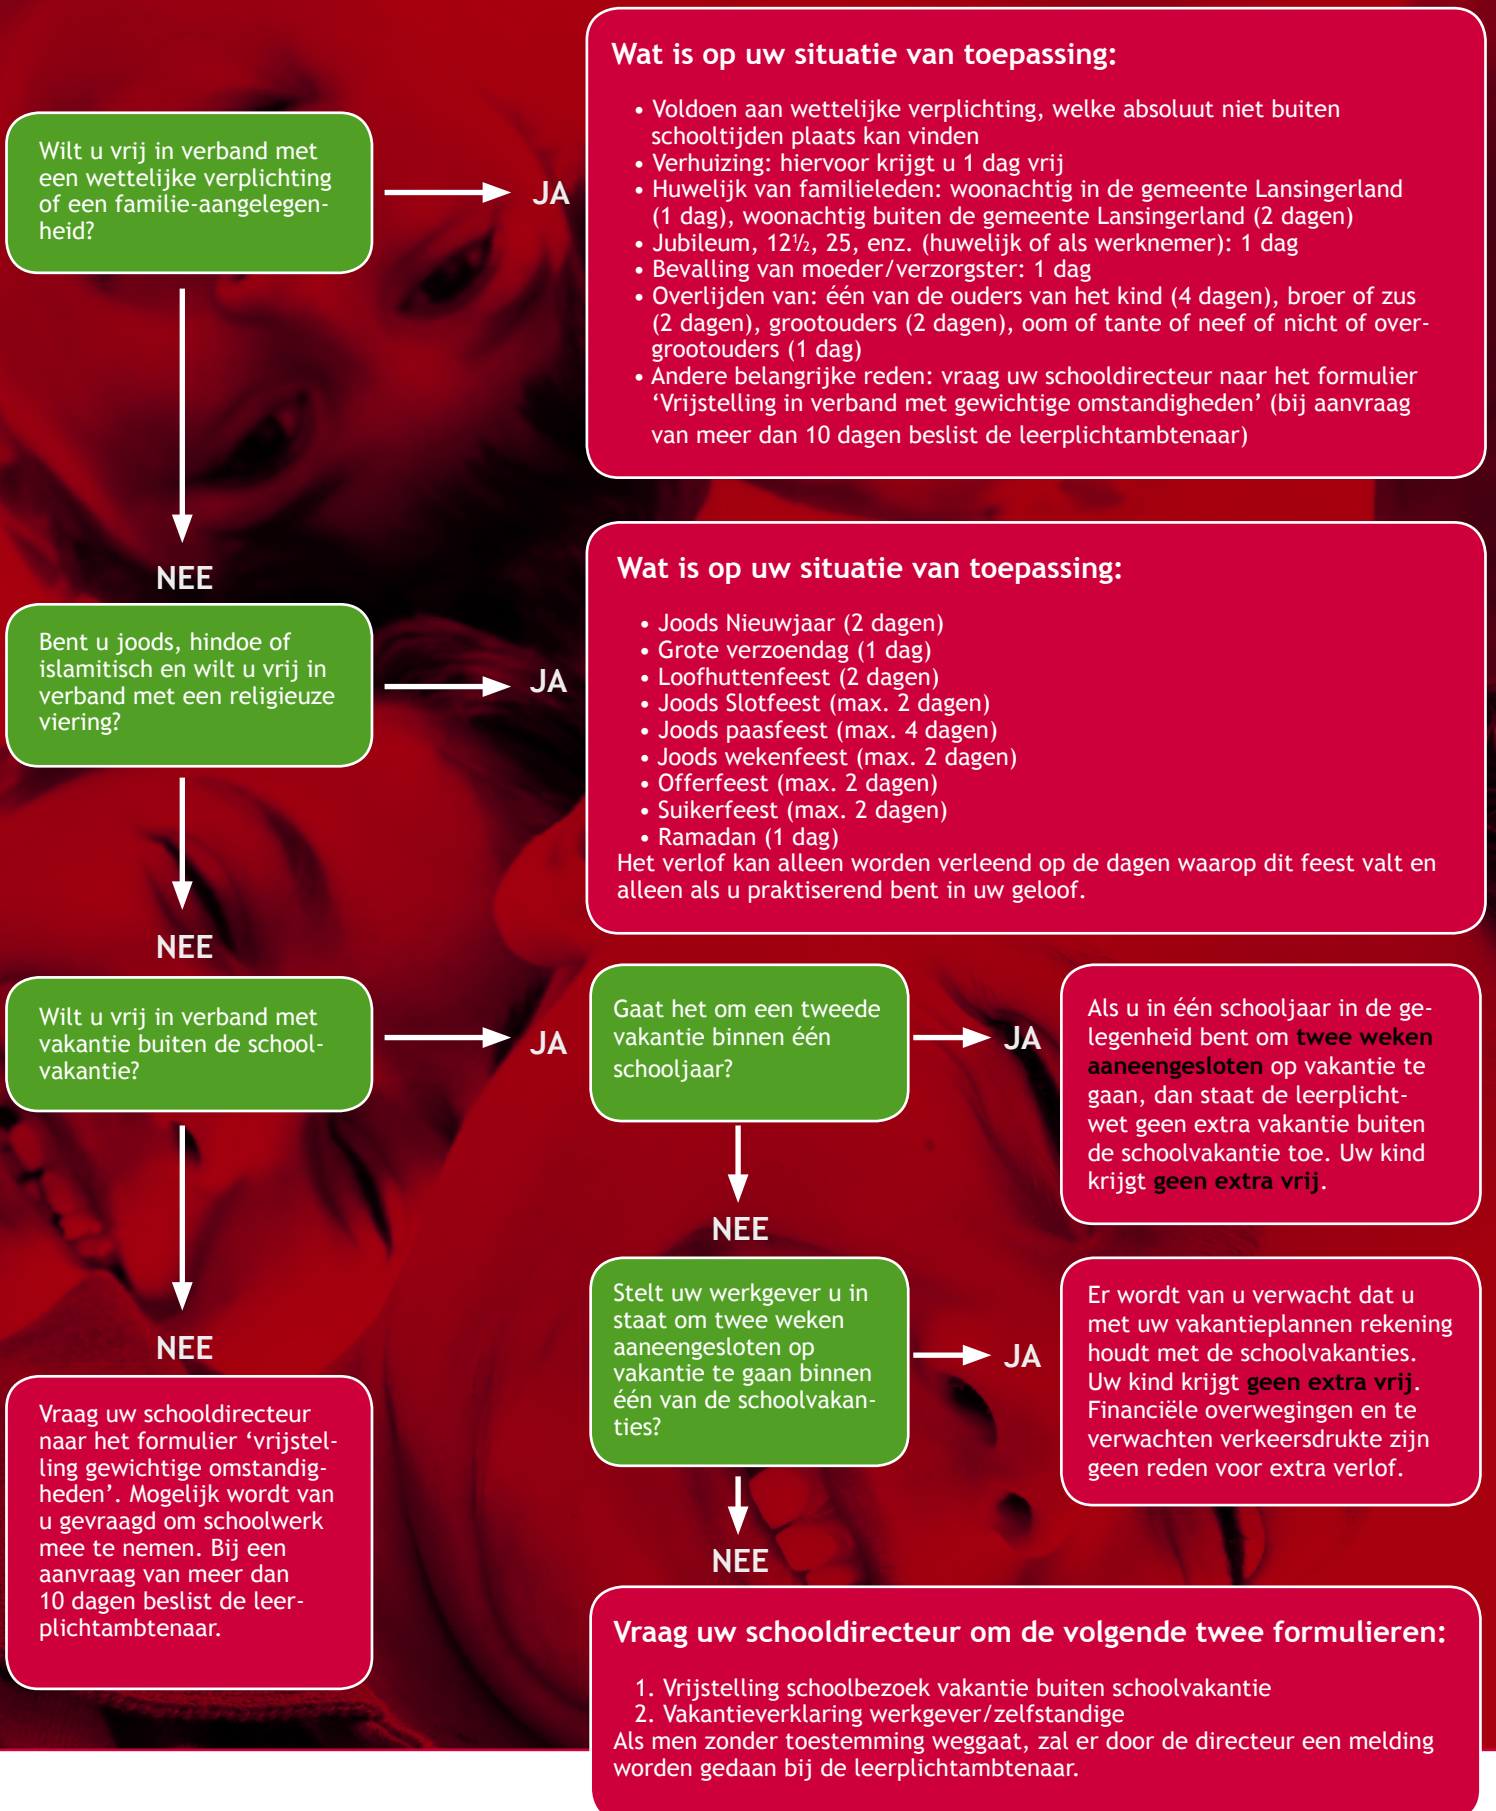 Wilt u vrij in verband met
een wettelijke verplichting
of een familie-aangelegen-
heid?
JA
Wat is op uw situatie van toepassing:
• Voldoen aan wettelijke verplichting, welke absoluut niet buiten
schooltijden plaats kan vinden
• Verhuizing: hiervoor krijgt u 1 dag vrij
• Huwelijk van familieleden: woonachtig in de gemeente Lansingerland
(1 dag), woonachtig buiten de gemeente Lansingerland (2 dagen)
• Jubileum, 12½, 25, enz. (huwelijk of als werknemer): 1 dag
• Bevalling van moeder/verzorgster: 1 dag
• Overlijden van: één van de ouders van het kind (4 dagen), broer of zus
(2 dagen), grootouders (2 dagen), oom of tante of neef of nicht of over-
grootouders (1 dag)
• Andere belangrijke reden: vraag uw schooldirecteur naar het formulier
‘Vrijstelling in verband met gewichtige omstandigheden’ (bij aanvraag
van meer dan 10 dagen beslist de leerplichtambtenaar)
NEE
Bent u joods, hindoe of
islamitisch en wilt u vrij in
verband met een religieuze
viering?
JA
Wat is op uw situatie van toepassing:
• Joods Nieuwjaar (2 dagen)
• Grote verzoendag (1 dag)
• Loofhuttenfeest (2 dagen)
• Joods Slotfeest (max. 2 dagen)
• Joods paasfeest (max. 4 dagen)
• Joods wekenfeest (max. 2 dagen)
• Offerfeest (max. 2 dagen)
• Suikerfeest (max. 2 dagen)
• Ramadan (1 dag)
Het verlof kan alleen worden verleend op de dagen waarop dit feest valt en
alleen als u praktiserend bent in uw geloof.
NEE
Wilt u vrij in verband met
vakantie buiten de school-
vakantie?
JA
Gaat het om een tweede
vakantie binnen één
schooljaar?
JA
Als u in één schooljaar in de ge-
legenheid bent om twee weken
aaneengesloten op vakantie te
gaan, dan staat de leerplicht-
wet geen extra vakantie buiten
de schoolvakantie toe. Uw kind
krijgt geen extra vrij.
NEE
Stelt uw werkgever u in
staat om twee weken
aaneengesloten op
vakantie te gaan binnen
één van de schoolvakan-
ties?
JA
Er wordt van u verwacht dat u
met uw vakantieplannen rekening
houdt met de schoolvakanties.
Uw kind krijgt geen extra vrij.
Financiële overwegingen en te
verwachten verkeersdrukte zijn
geen reden voor extra verlof.
NEE
Vraag uw schooldirecteur
naar het formulier ‘vrijstel-
ling gewichtige omstandig-
heden’. Mogelijk wordt van
u gevraagd om schoolwerk
mee te nemen. Bij een
aanvraag van meer dan
10 dagen beslist de leer-
plichtambtenaar.
NEE
Vraag uw schooldirecteur om de volgende twee formulieren:
1. Vrijstelling schoolbezoek vakantie buiten schoolvakantie
2. Vakantieverklaring werkgever/zelfstandige
Als men zonder toestemming weggaat, zal er door de directeur een melding
worden gedaan bij de leerplichtambtenaar.